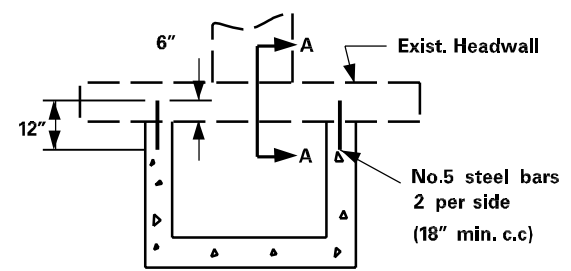 6”
A
Exist. Headwall
12”
A
No.5 steel bars
2 per side
(18” min. c.c)